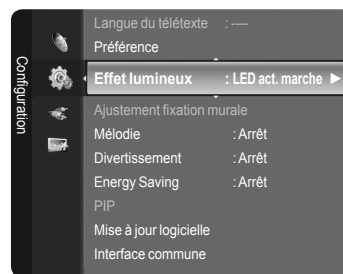 Configuration
Langue du télétexte : ----
Préférence
Effet lumineux : LED act. marche ►
Ajustement fixation murale
Mélodie : Arrêt
Divertissement : Arrêt
Energy Saving : Arrêt
PIP
Mise à jour logicielle
Interface commune